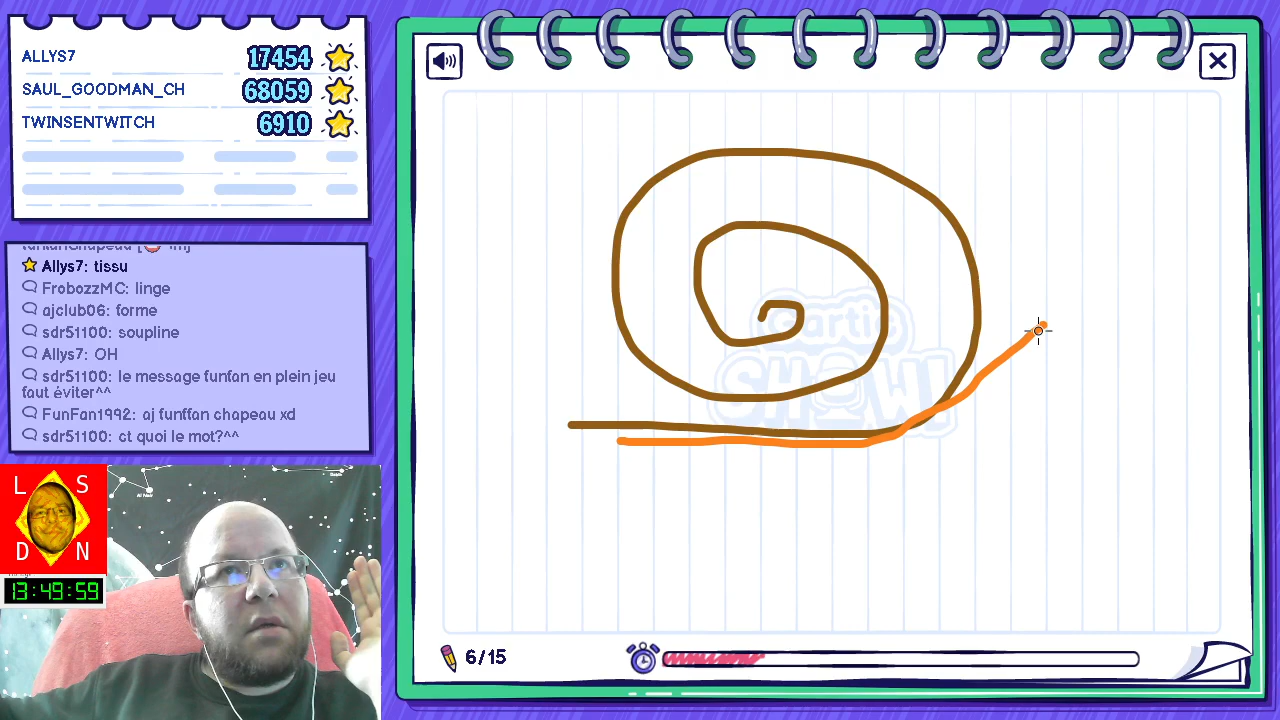 ALLYS7 17454
SAUL_GOODMAN_CH 68059
TWINSENTWITCH 6910
Allys7: tissu
FrobozzMC: linge
ajclub06: forme
sdr51100: soupline
Allys7: OH
sdr51100: le message funfan en plein jeu
faut éviter^^
FunFan1992: aj funffan chapeau xd
sdr51100: ct quoi le mot?^^
L S
D N
13:49:59
Gartic
SHOW!
6/15